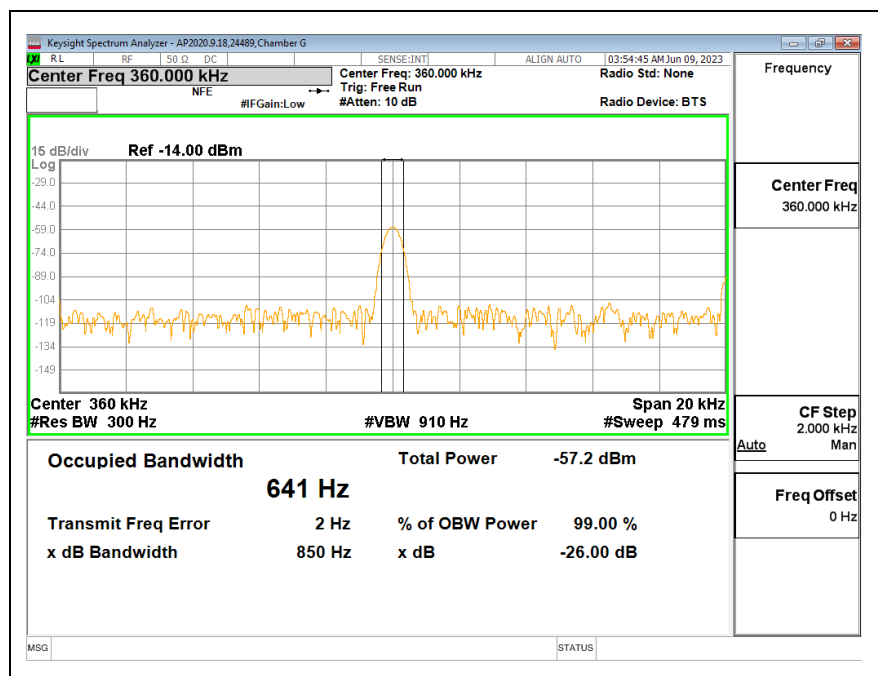 Keysight Spectrum Analyzer - AP2020.9.18,24489,Chamber G
LXI RL RF 50 Ω DC SENSE:INT ALIGN AUTO 03:54:45 AM Jun 09, 2023
Center Freq 360.000 kHz
NFE
#IFGain:Low
Center Freq: 360.000 kHz
Trig: Free Run
#Atten: 10 dB
Radio Std: None
Radio Device: BTS
Frequency
15 dB/div Ref -14.00 dBm
Log
-29.0
-44.0
-59.0
-74.0
-89.0
-104
-119
-134
-149
Center 360 kHz Span 20 kHz
#Res BW 300 Hz #VBW 910 Hz #Sweep 479 ms
Center Freq
360.000 kHz
CF Step
2.000 kHz
Auto Man
Freq Offset
0 Hz
Occupied Bandwidth Total Power -57.2 dBm
641 Hz
Transmit Freq Error 2 Hz % of OBW Power 99.00 %
x dB Bandwidth 850 Hz x dB -26.00 dB
MSG STATUS